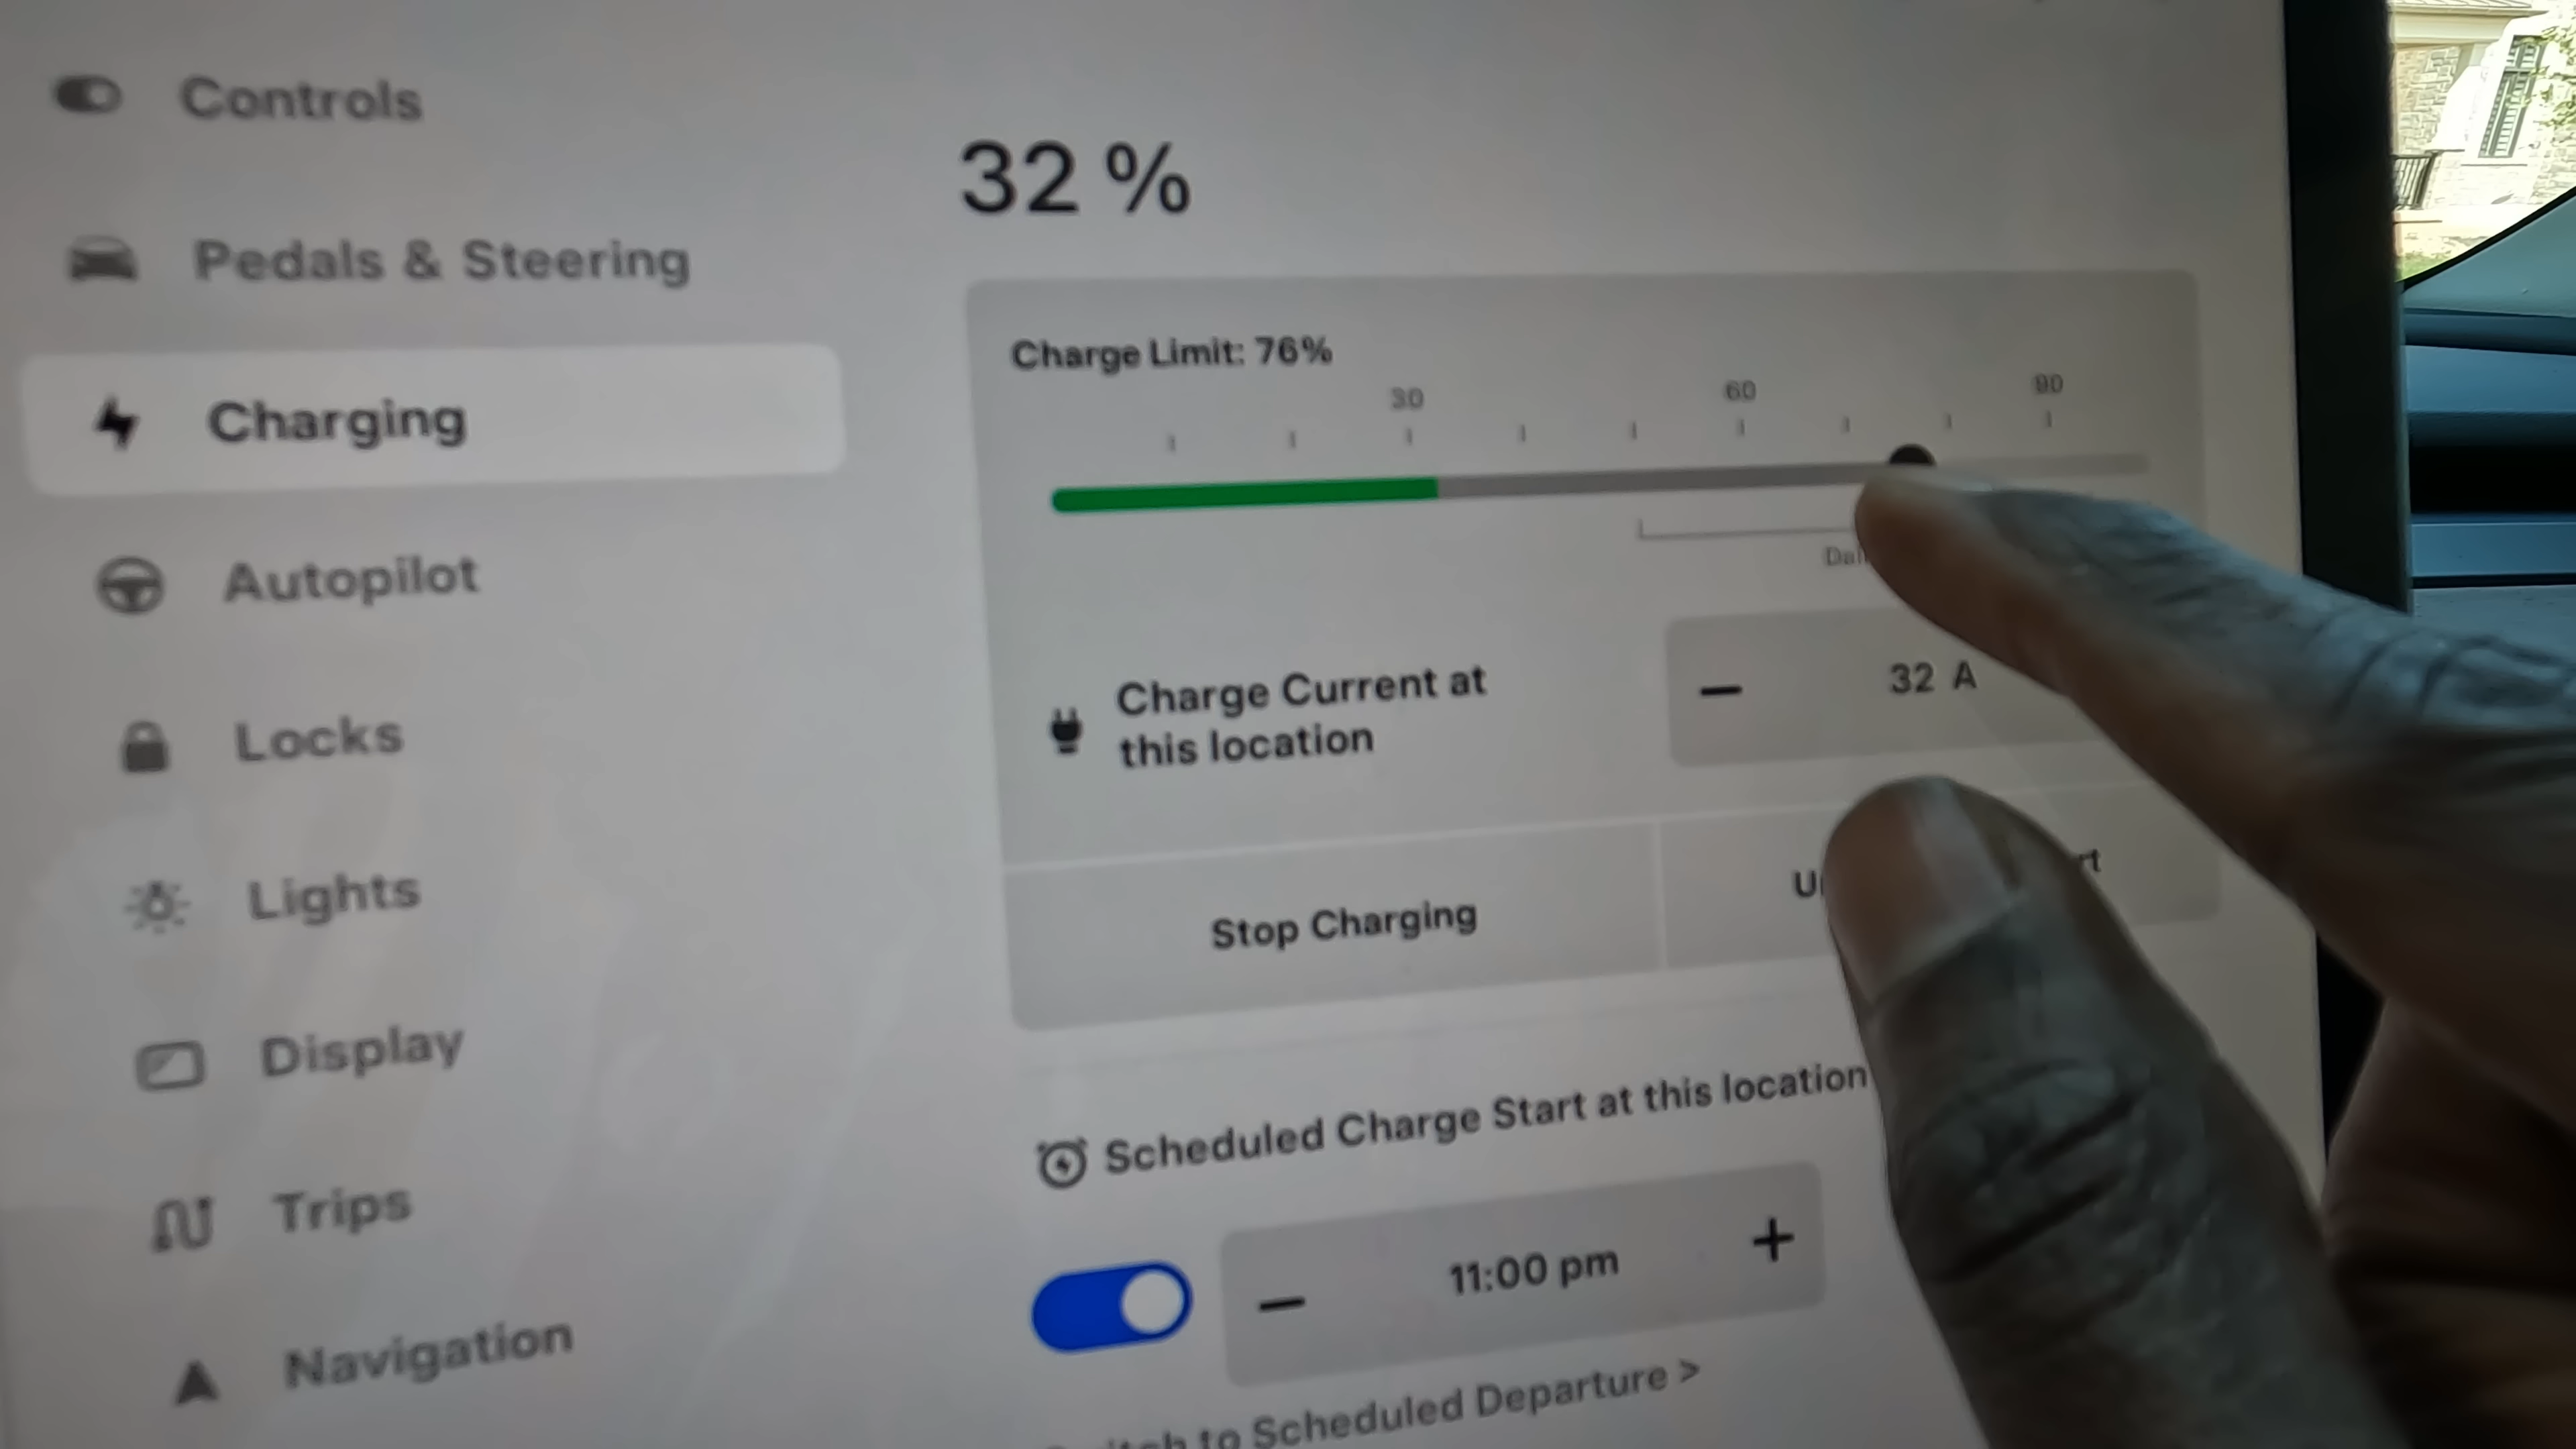 Controls
Pedals & Steering
Charging
Autopilot
Locks
Lights
Display
Trips
Navigation
32 %
Charge Limit: 76%
30 60 90
Charge Current at
this location
32 A
Stop Charging
Scheduled Charge Start at this location
11:00 pm
to Scheduled Departure >